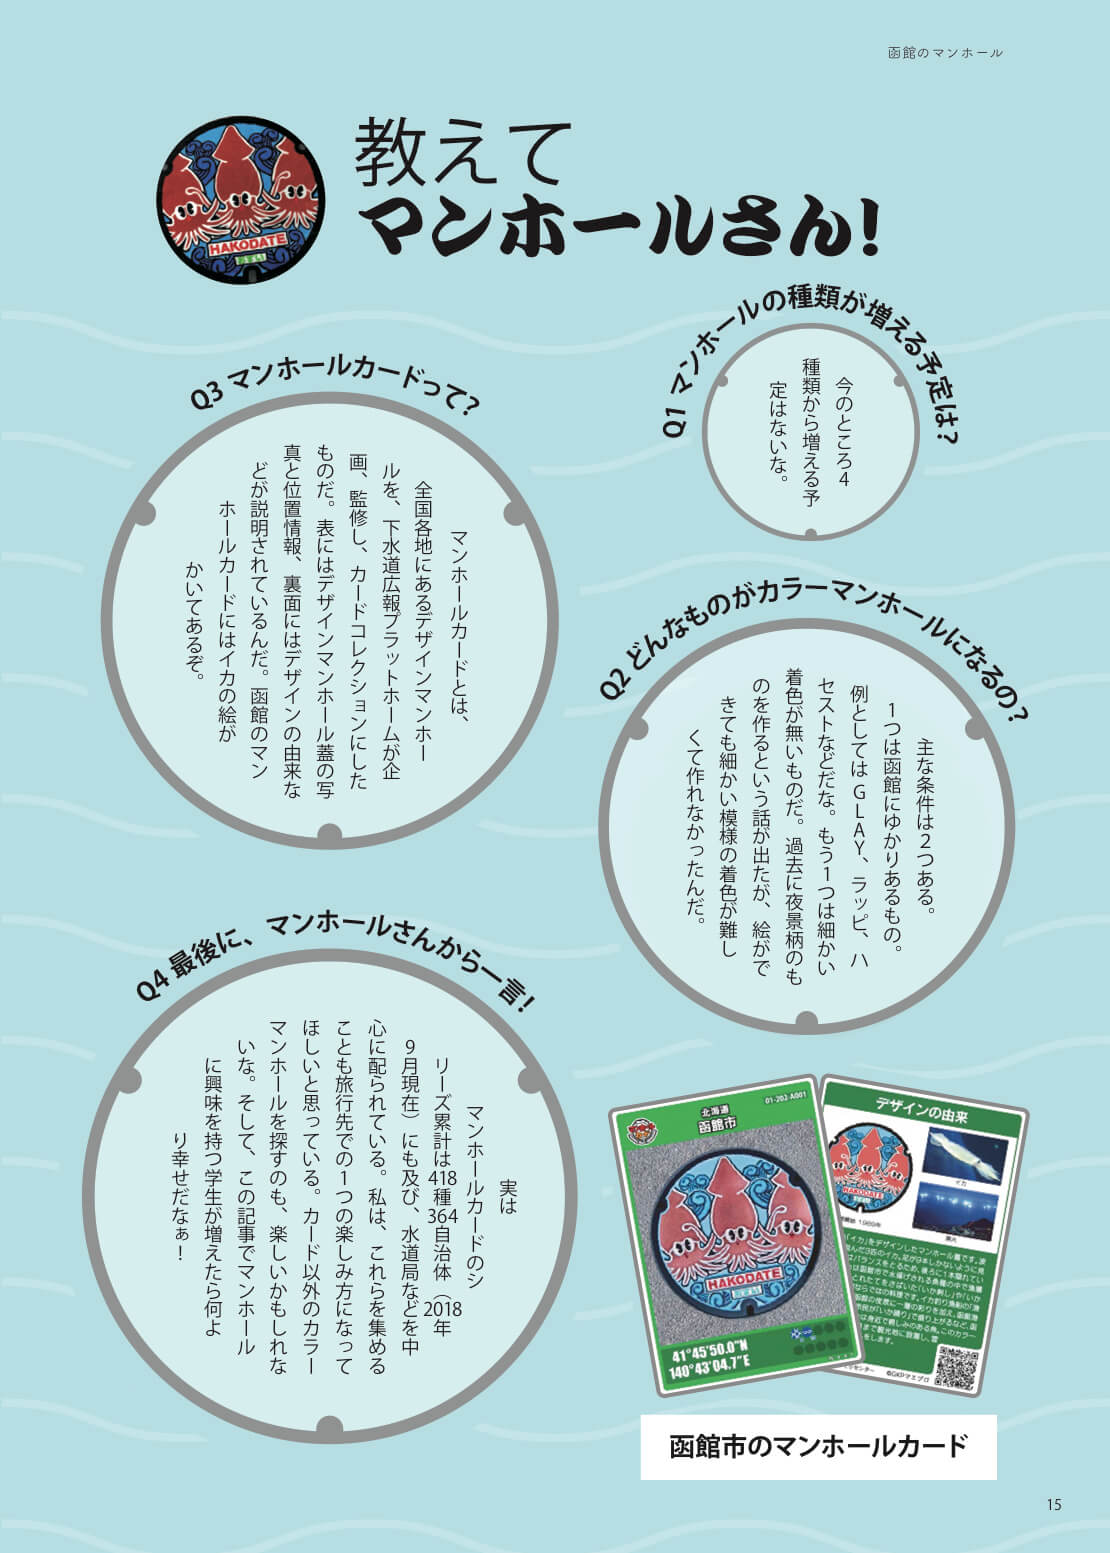 函館のマンホール
教えて
マンホールさん!
HAKODATE
Q1 マンホールの種類が増える予定は?
今のところ4
種類から増える予
定はないな。
Q2 どんなものがカラーマンホールになるの?
主な条件は2つある。
1つは函館にゆかりあるもの。
例としてはGLAY、ラッピ、ハ
セストなどだな。もう1つは細かい
着色が無いものだ。過去に夜景柄のも
のを作るという話が出たが、絵がで
きても細かい模様の着色が難し
くて作れなかったんだ。
Q3 マンホールカードって?
マンホールカードとは、
全国各地にあるデザインマンホー
ルを、下水道広報プラットホームが企
画、監修し、カードコレクションにした
ものだ。表にはデザインマンホール蓋の写
真と位置情報、裏面にはデザインの由来な
どが説明されているんだ。函館のマン
ホールカードにはイカの絵が
かいてあるぞ。
Q4 最後に、マンホールさんから一言!
実は
マンホールカードのシ
リーズ累計は418種364自治体(2018年
9月現在)にも及び、水道局などを中
心に配られている。私は、これらを集める
ことも旅行先での1つの楽しみ方になって
ほしいと思っている。カード以外のカラー
マンホールを探すのも、楽しいかもしれな
いな。そして、この記事でマンホール
に興味を持つ学生が増えたら何よ
り幸せだなぁ!
北海道
函館市
01-202-A001
HAKODATE
41°45'50.0"N
140°43'04.7"E
デザインの由来
HAKODATE
イカ
1989年
©GKPマエプロ
函館市のマンホールカード
15